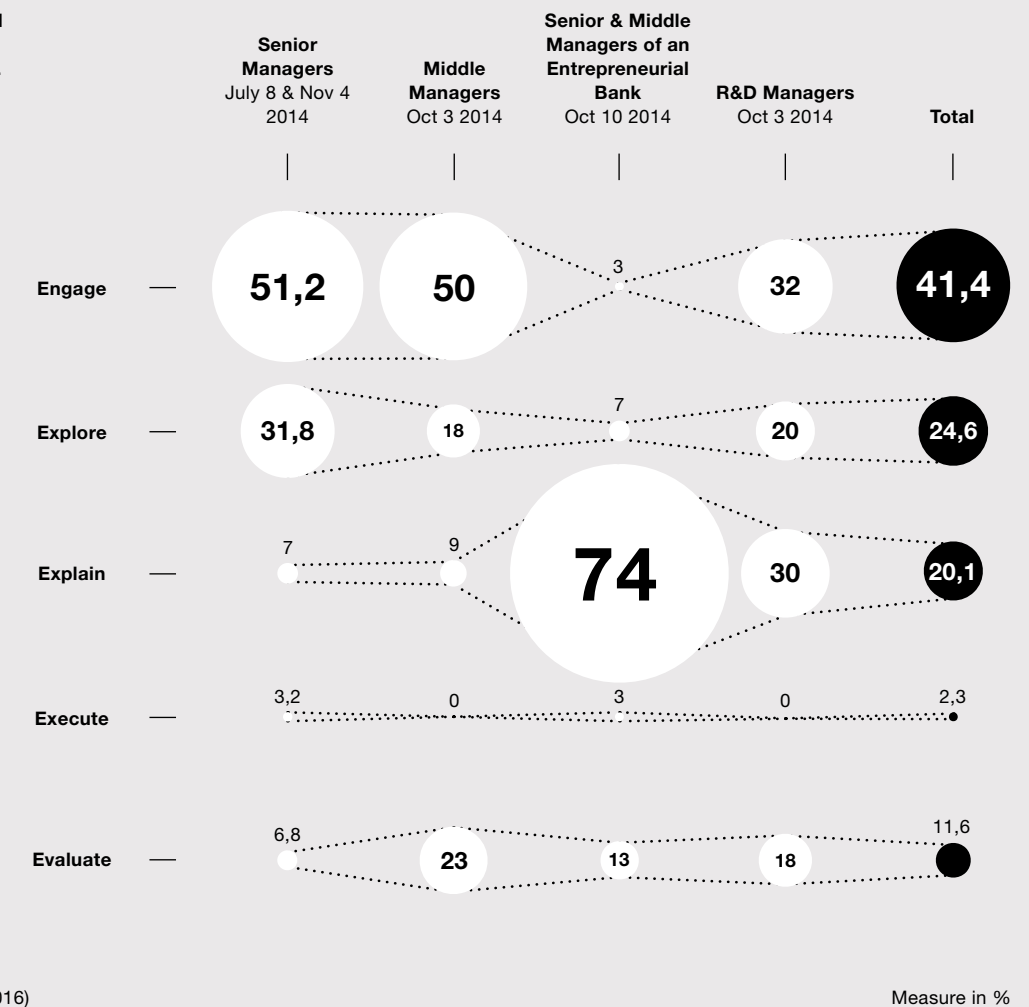 Senior
Managers
July 8 & Nov 4
2014
Middle
Managers
Oct 3 2014
Senior & Middle
Managers of an
Entrepreneurial
Bank
Oct 10 2014
R&D Managers
Oct 3 2014
Total
Engage
51,2
50
3
32
41,4
Explore
31,8
18
7
20
24,6
Explain
7
9
74
30
20,1
Execute
3,2
0
3
0
2,3
Evaluate
6,8
23
13
18
11,6
016)
Measure in %